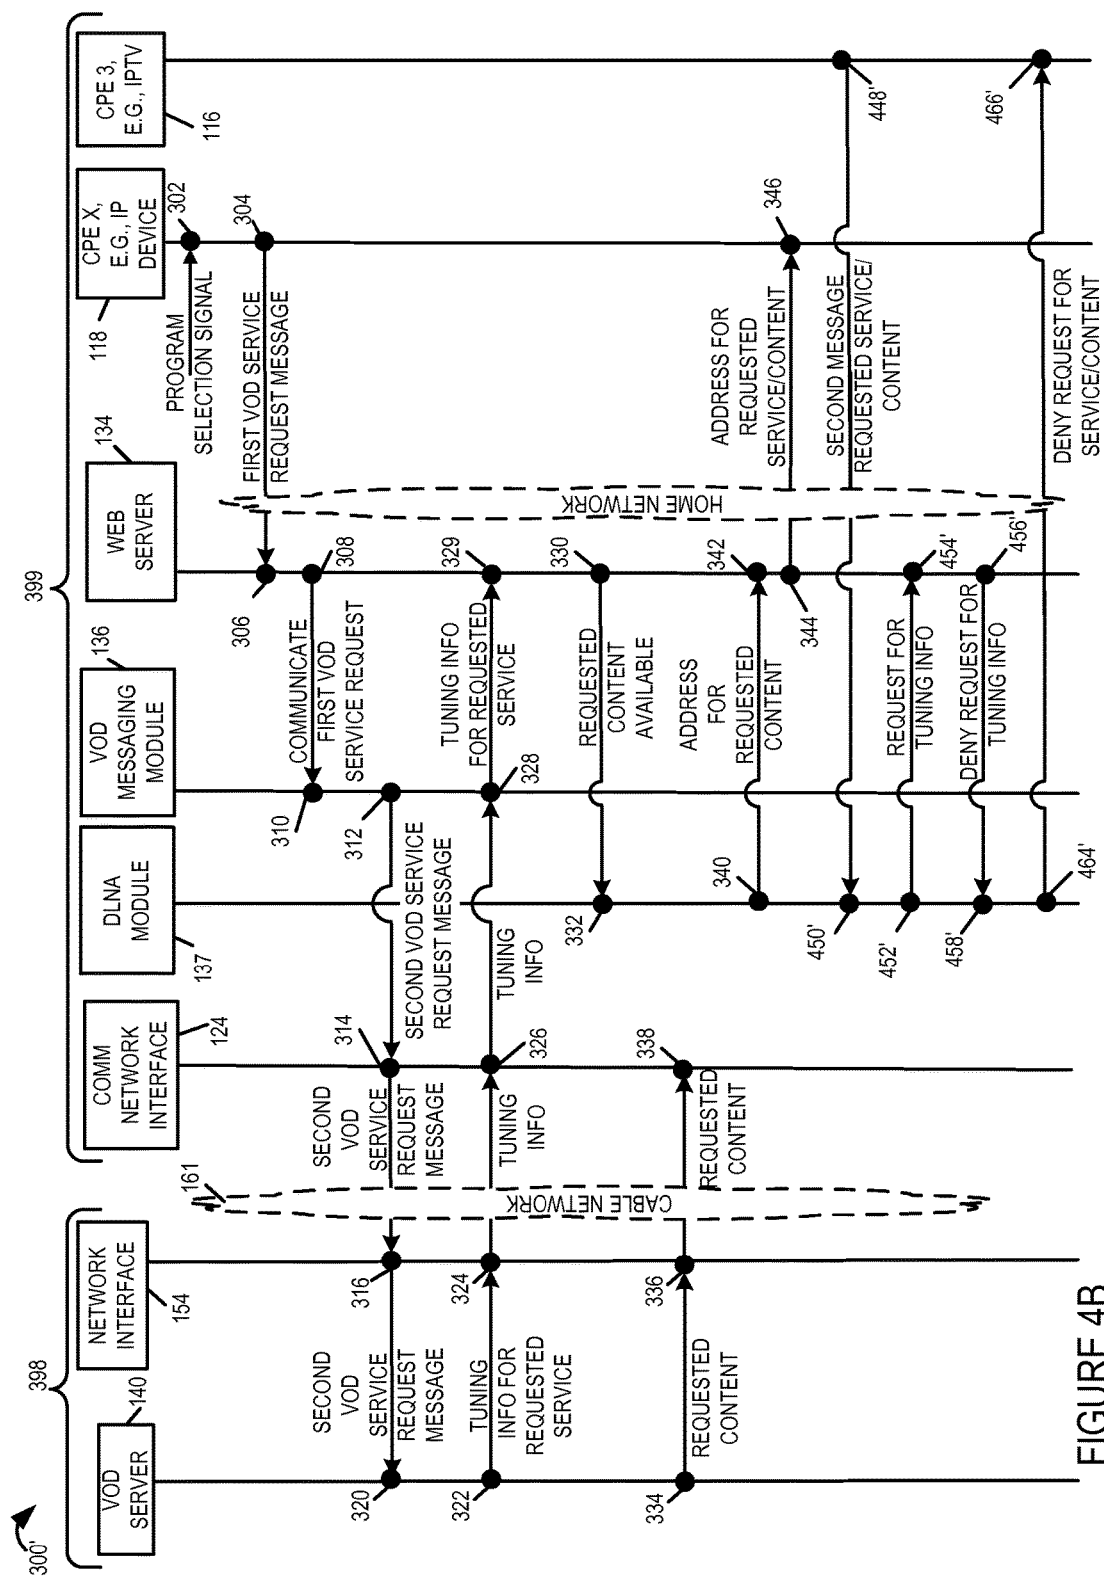 300'
398
399
VOD
SERVER
140
NETWORK
INTERFACE
154
COMM
NETWORK
INTERFACE
124
DLNA
MODULE
137
VOD
MESSAGING
MODULE
136
WEB
SERVER
134
CPE X,
E.G., IP
DEVICE
118
CPE 3,
E.G., IPTV
116
161
CABLE NETWORK
HOME NETWORK
PROGRAM
SELECTION SIGNAL
302
304
FIRST VOD SERVICE
REQUEST MESSAGE
306
308
COMMUNICATE
FIRST VOD
SERVICE REQUEST
310
312
SECOND VOD SERVICE
REQUEST MESSAGE
314
SECOND
VOD
SERVICE
REQUEST
MESSAGE
316
SECOND
VOD
SERVICE
REQUEST
MESSAGE
320
322
TUNING
INFO FOR
REQUESTED
SERVICE
324
TUNING
INFO
326
TUNING
INFO
328
TUNING INFO
FOR REQUESTED
SERVICE
329
330
REQUESTED
CONTENT
AVAILABLE
332
334
REQUESTED
CONTENT
336
REQUESTED
CONTENT
338
340
ADDRESS
FOR
REQUESTED
CONTENT
342
344
ADDRESS FOR
REQUESTED
SERVICE/CONTENT
346
448'
SECOND MESSAGE
REQUESTED SERVICE/
CONTENT
450'
452'
REQUEST FOR
TUNING INFO
454'
456'
DENY REQUEST FOR
TUNING INFO
458'
464'
DENY REQUEST FOR
SERVICE/CONTENT
466'
FIGURE 4B